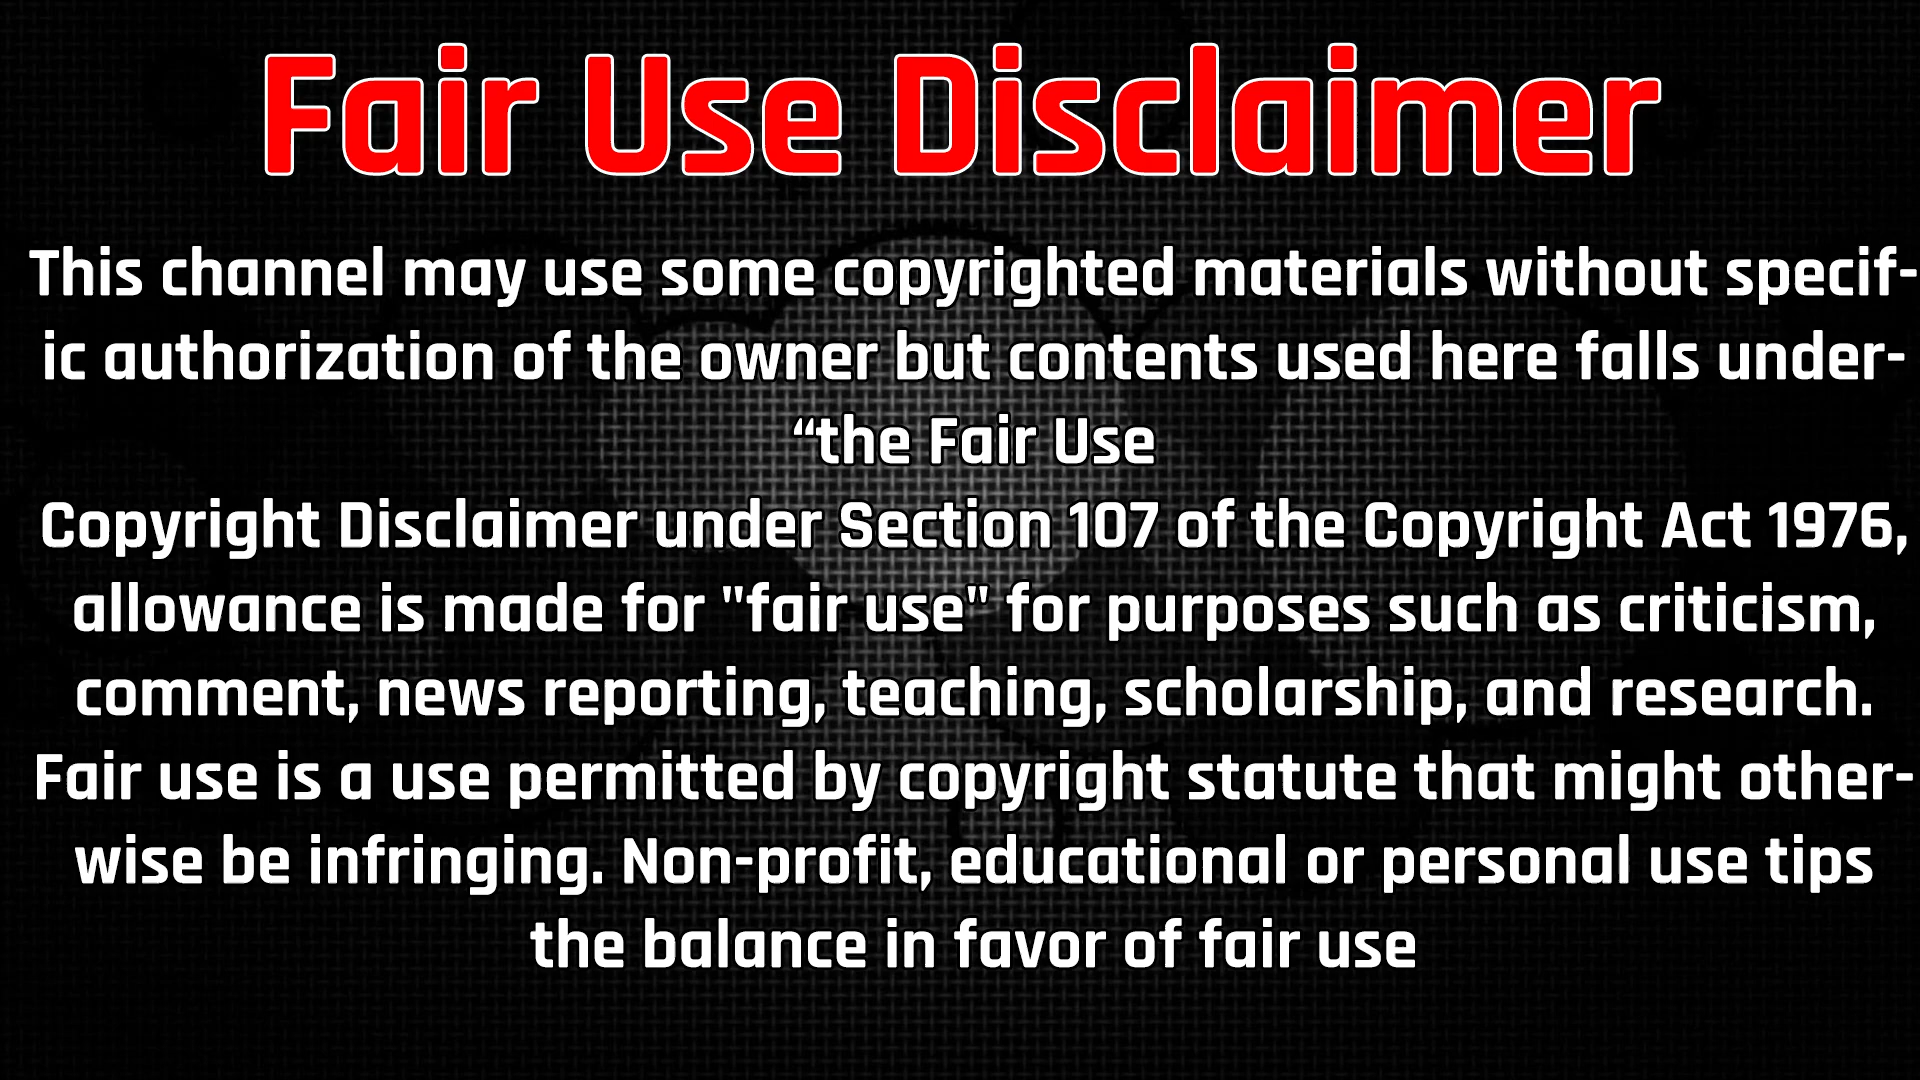 Fair Use Disclaimer
This channel may use some copyrighted materials without specif-
ic authorization of the owner but contents used here falls under-
“the Fair Use
Copyright Disclaimer under Section 107 of the Copyright Act 1976,
allowance is made for "fair use" for purposes such as criticism,
comment, news reporting, teaching, scholarship, and research.
Fair use is a use permitted by copyright statute that might other-
wise be infringing. Non-profit, educational or personal use tips
the balance in favor of fair use